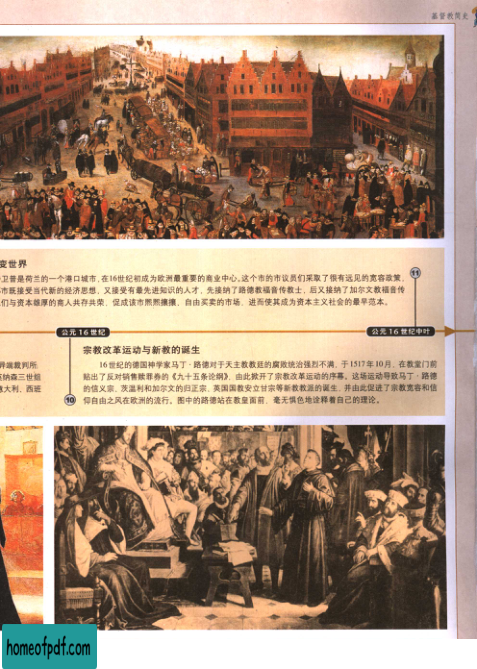 基督教简史
变世界
卫普是荷兰的一个港口城市，在16世纪初成为欧洲最重要的商业中心。这个市的市议员们采取了很有远见的宽容政策，
市既接受当代新的经济思想，又接受有最先进知识的人才，先接纳了路德教福音传教士，后又接纳了加尔文教福音传
们与资本雄厚的商人共存共荣，促成该市熙熙攘攘、自由买卖的市场，进而使其成为资本主义社会的最早范本。
11
公元 16 世纪
公元 16 世纪中叶
宗教改革运动与新教的诞生
异端裁判所
纳森三世组
大利、西班
10
16世纪的德国神学家马丁·路德对于天主教教廷的腐败统治强烈不满，于1517年10月，在教堂门前
贴出了反对销售赎罪券的《九十五条论纲》，由此掀开了宗教改革运动的序幕。这场运动导致马丁·路德
的信义宗、茨温利和加尔文的归正宗、英国国教安立甘宗等新教教派的诞生，并由此促进了宗教宽容和信
仰自由之风在欧洲的流行。图中的路德站在教皇面前，毫无惧色地诠释着自己的理论。
homeofpdf.com